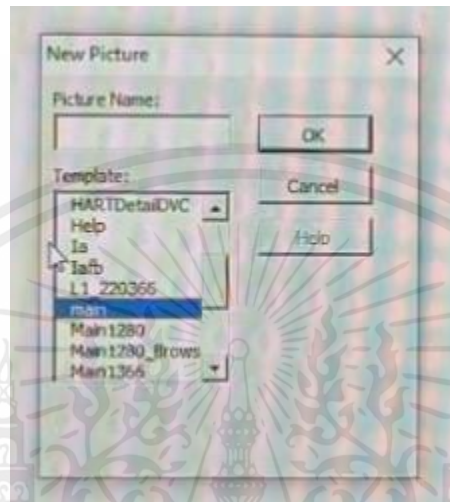 New Picture
Picture Name:
OK
Template:
Cancel
HARTDetailDVC
Help
Help
Ia
Iafb
L1_220366
main
Main1280
Main1280_Brows
Main1366